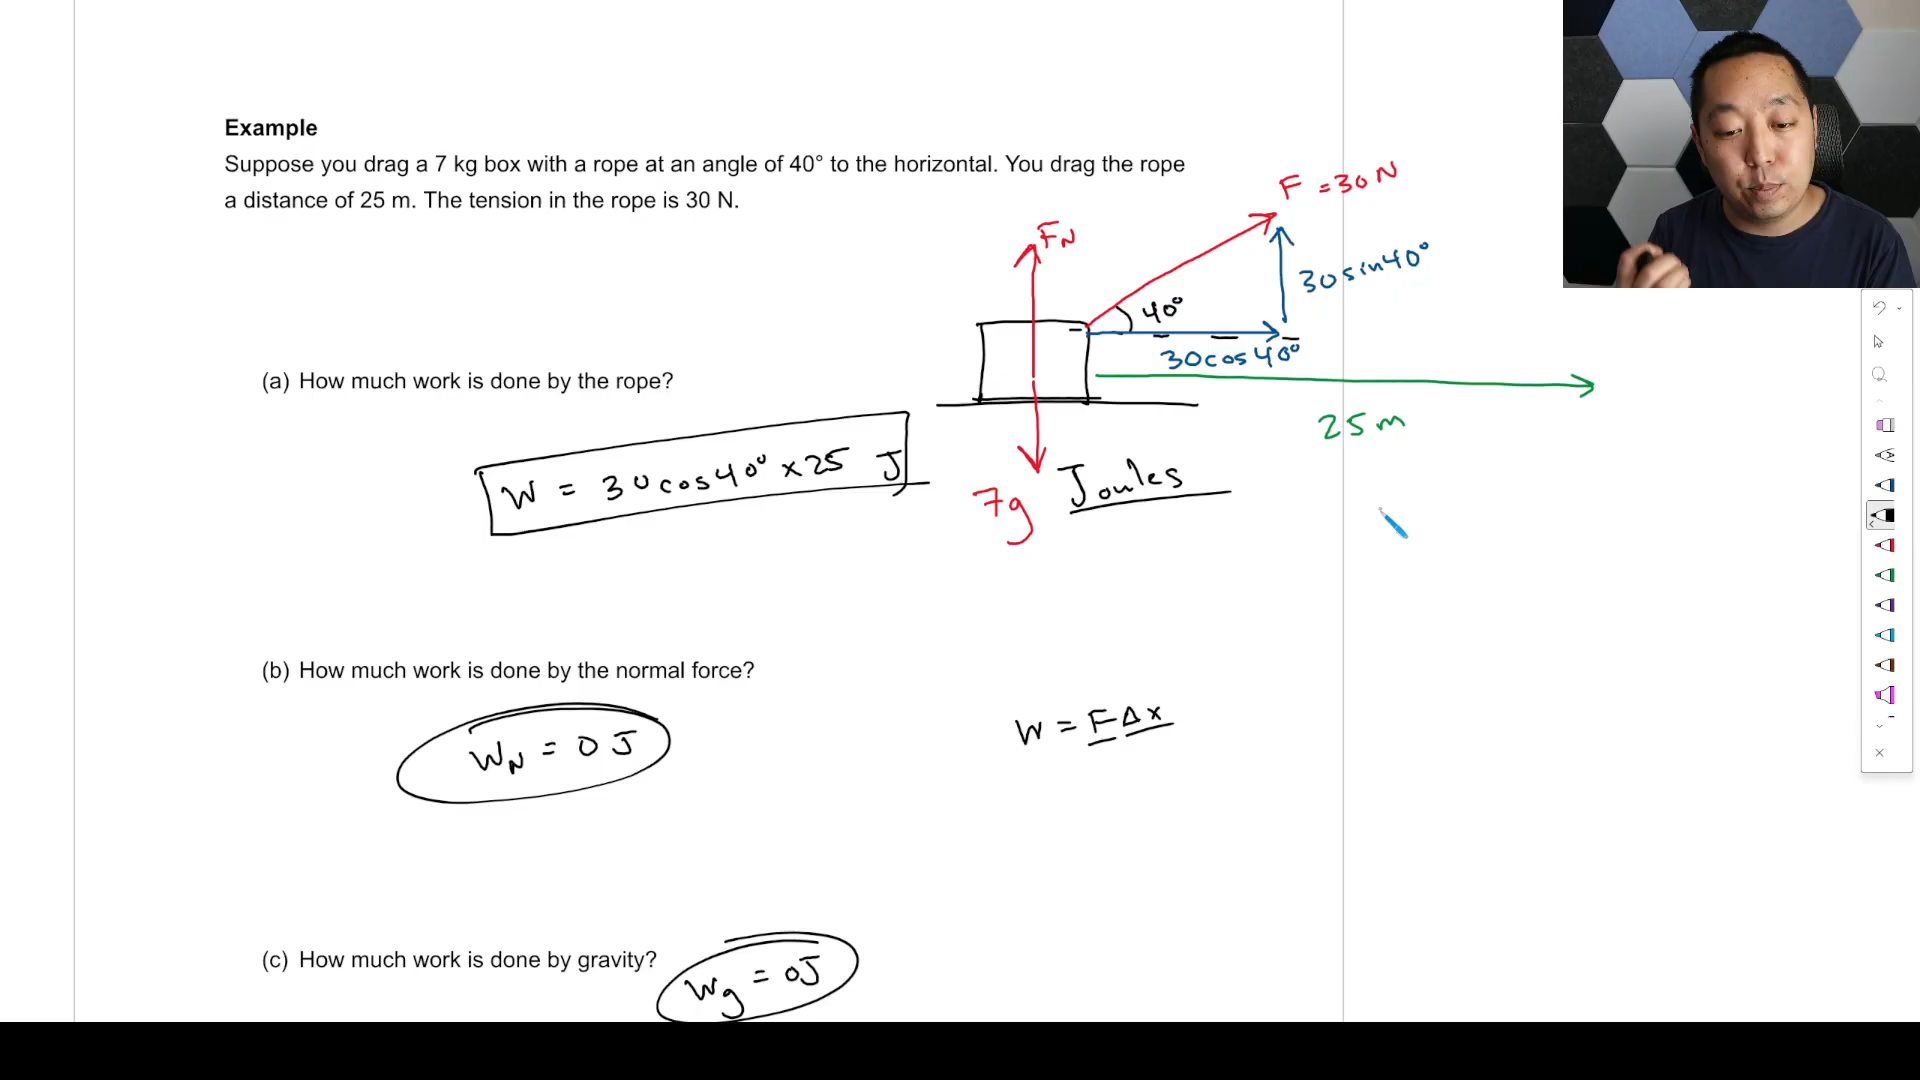 Example
Suppose you drag a 7 kg box with a rope at an angle of 40° to the horizontal. You drag the rope
a distance of 25 m. The tension in the rope is 30 N.
F = 30 N
F_N
30sin40°
40°
30cos40°
(a) How much work is done by the rope?
25 m
W = 30cos40° x 25 J
Joules
7g
(b) How much work is done by the normal force?
W = FΔx
W_N = 0 J
(c) How much work is done by gravity?
W_g = 0J